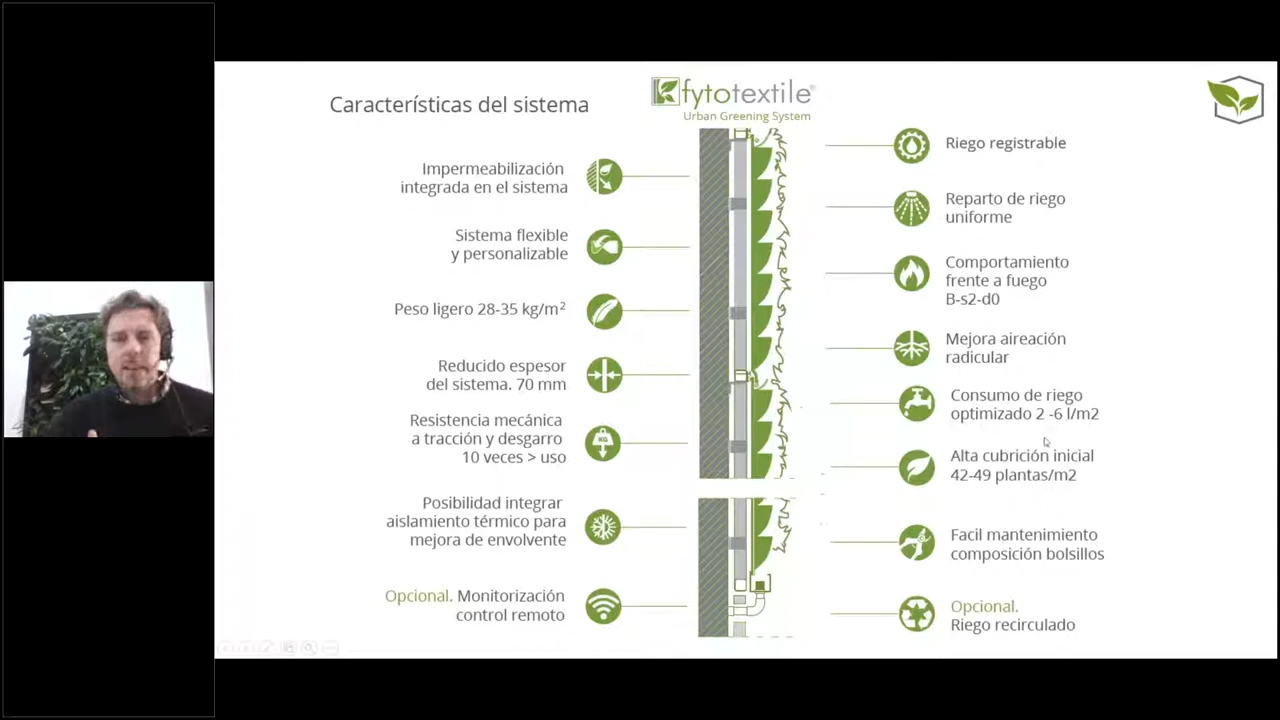 Características del sistema
fytotextile®
Urban Greening System
Impermeabilización
integrada en el sistema
Sistema flexible
y personalizable
Peso ligero 28-35 kg/m²
Reducido espesor
del sistema. 70 mm
Resistencia mecánica
a tracción y desgarro
10 veces > uso
KG
Posibilidad integrar
aislamiento térmico para
mejora de envolvente
Opcional. Monitorización
control remoto
Riego registrable
Reparto de riego
uniforme
Comportamiento
frente a fuego
B-s2-d0
Mejora aireación
radicular
Consumo de riego
optimizado 2 -6 l/m2
Alta cubrición inicial
42-49 plantas/m2
Facil mantenimiento
composición bolsillos
Opcional.
Riego recirculado